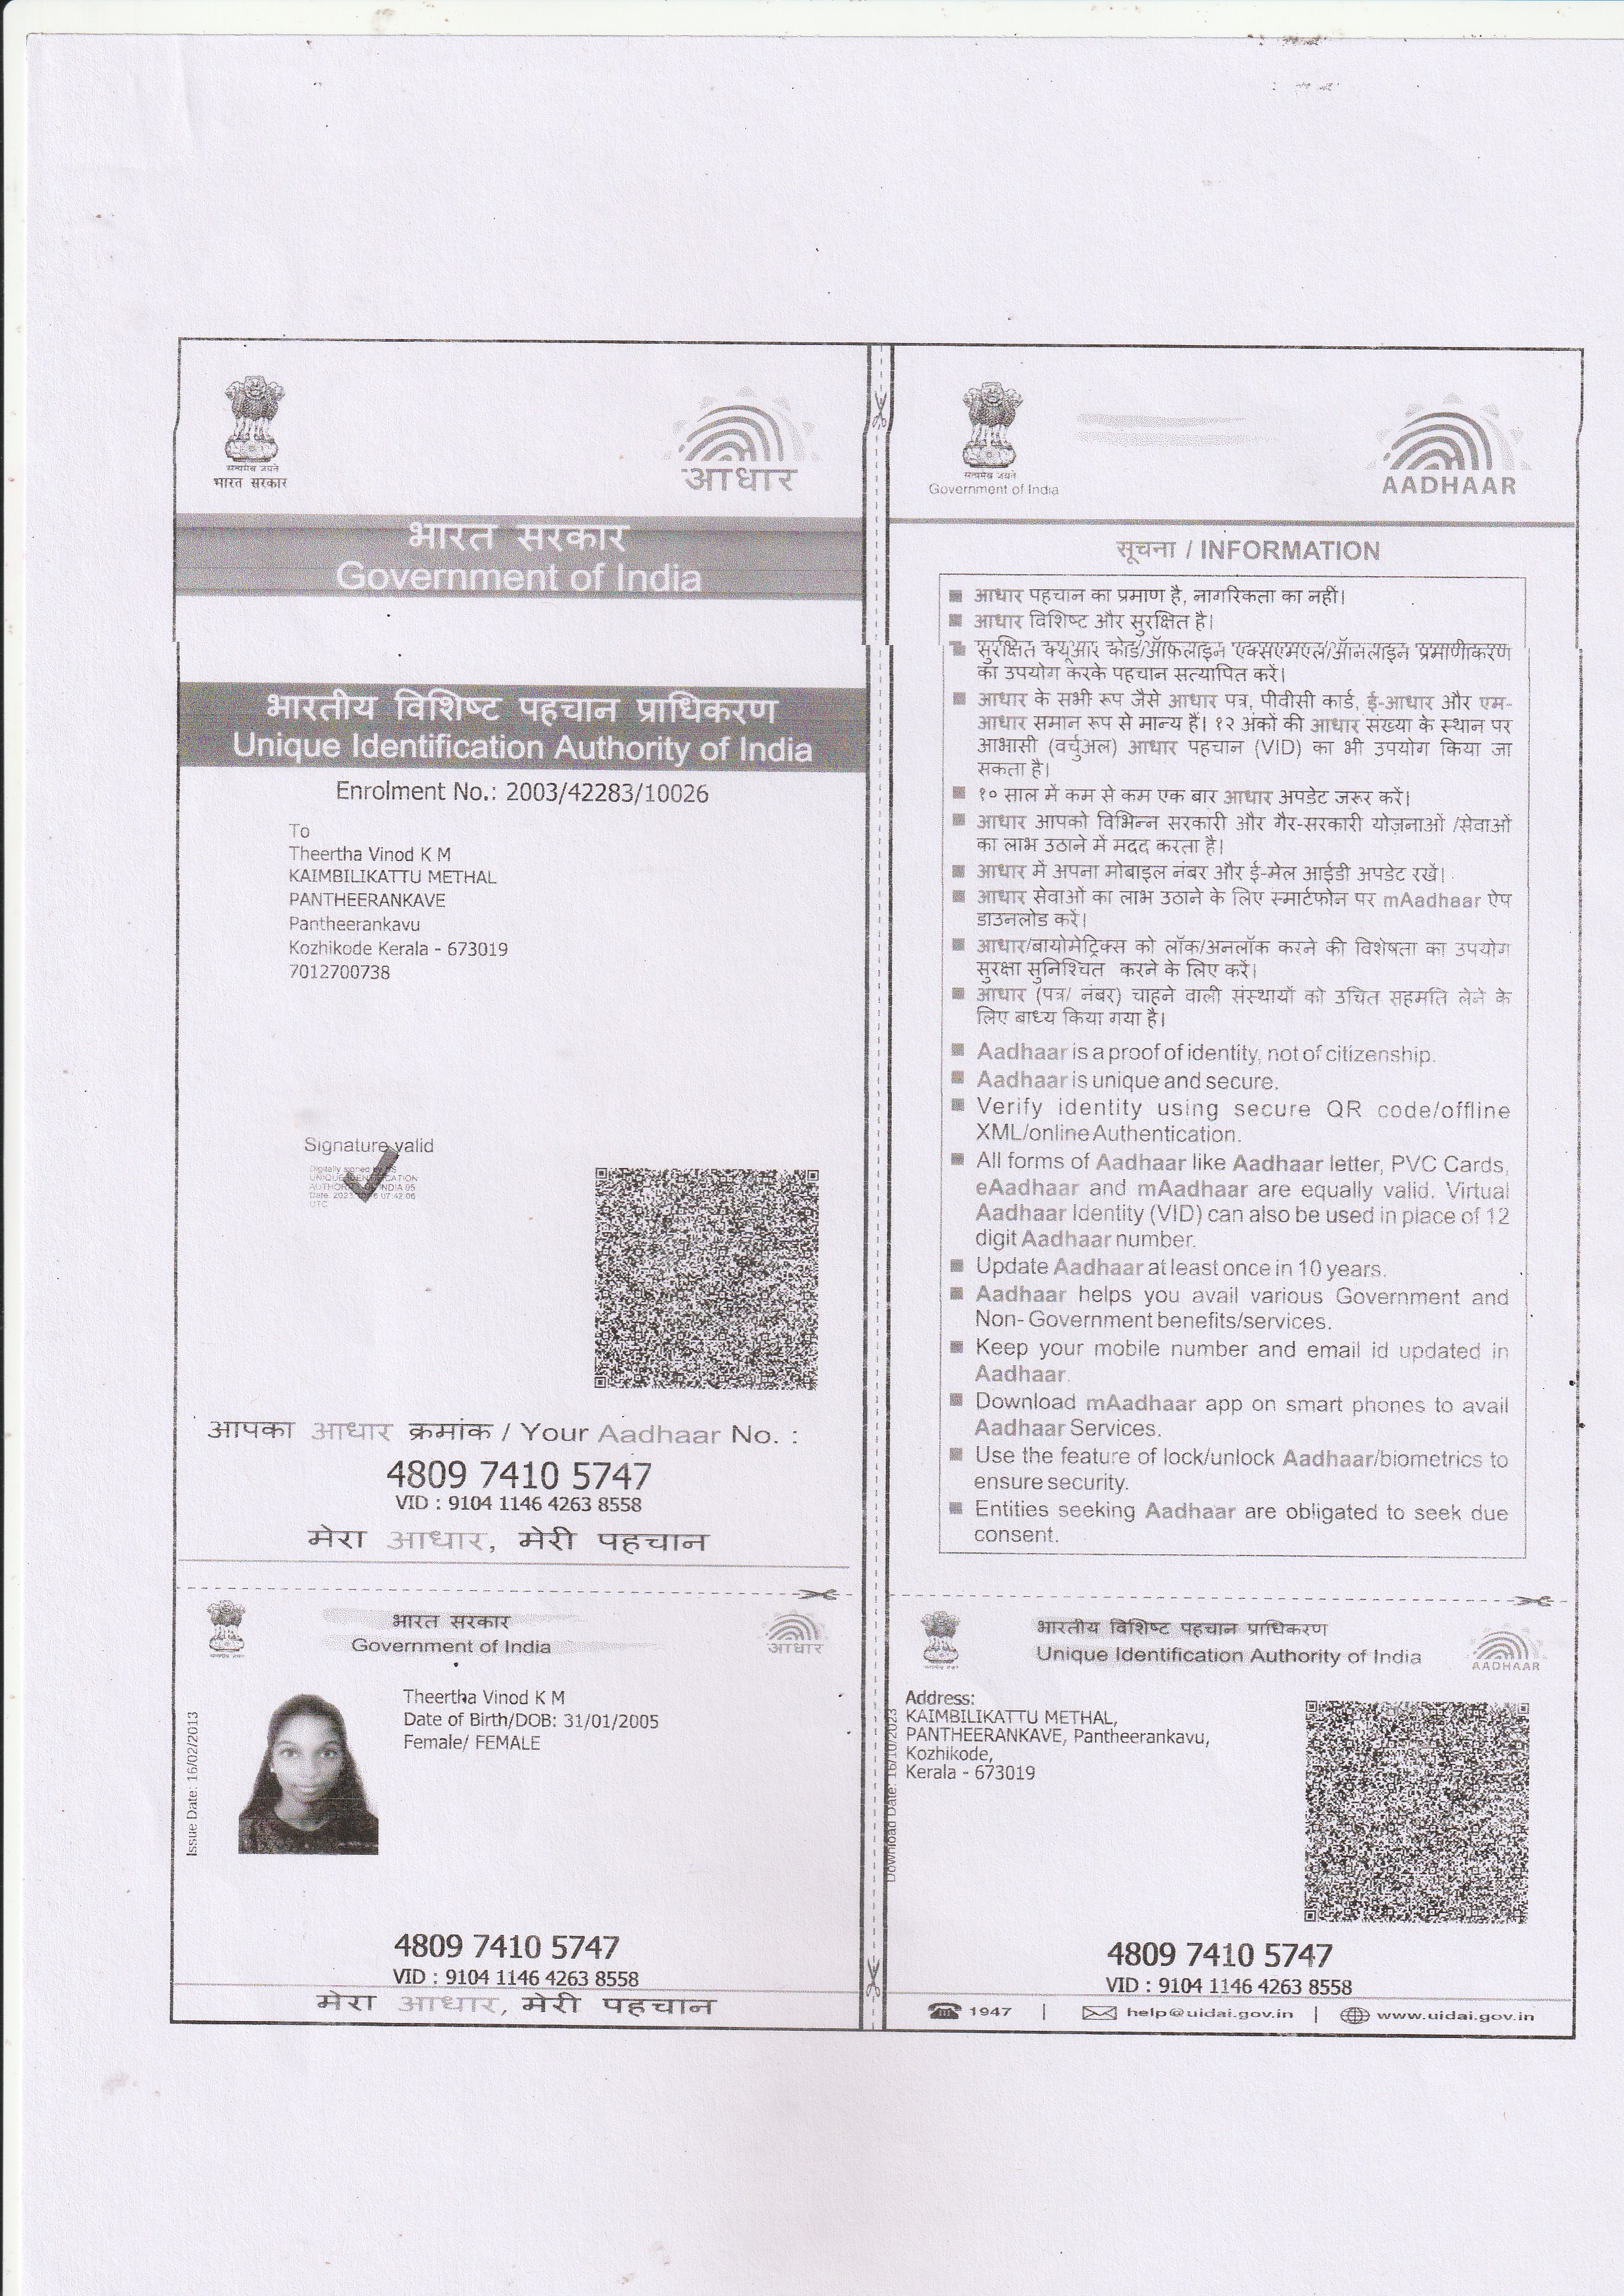 सत्यमेव जयते
भारत सरकार
आधार
भारत सरकार
Government of India
भारतीय विशिष्ट पहचान प्राधिकरण
Unique Identification Authority of India
Enrolment No.: 2003/42283/10026
To
Theertha Vinod K M
KAIMBILIKATTU METHAL
PANTHEERANKAVE
Pantheerankavu
Kozhikode Kerala - 673019
7012700738
Signature valid
Digitally signed by DS
UTC
आपका आधार क्रमांक / Your Aadhaar No. :
4809 7410 5747
VID : 9104 1146 4263 8558
मेरा आधार, मेरी पहचान
भारत सरकार
Government of India
आधार
Issue Date: 16/02/2013
Theertha Vinod K M
Date of Birth/DOB: 31/01/2005
Female/ FEMALE
4809 7410 5747
VID : 9104 1146 4263 8558
मेरा आधार, मेरी पहचान
सत्यमेव जयते
Government of India
AADHAAR
सूचना / INFORMATION
आधार पहचान का प्रमाण है, नागरिकता का नहीं।
आधार विशिष्ट और सुरक्षित है।
सुरक्षित क्यूआर कोड/ऑफलाइन एक्सएमएल/ऑनलाइन प्रमाणीकरण
का उपयोग करके पहचान सत्यापित करें।
आधार के सभी रूप जैसे आधार पत्र, पीवीसी कार्ड, ई-आधार और एम-
आधार समान रूप से मान्य हैं। १२ अंकों की आधार संख्या के स्थान पर
आभासी (वर्चुअल) आधार पहचान (VID) का भी उपयोग किया जा
सकता है।
१० साल में कम से कम एक बार आधार अपडेट जरूर करें।
आधार आपको विभिन्न सरकारी और गैर-सरकारी योजनाओं /सेवाओं
का लाभ उठाने में मदद करता है।
आधार में अपना मोबाइल नंबर और ई-मेल आईडी अपडेट रखें।
आधार सेवाओं का लाभ उठाने के लिए स्मार्टफोन पर mAadhaar ऐप
डाउनलोड करें।
आधार/बायोमेट्रिक्स को लॉक/अनलॉक करने की विशेषता का उपयोग
सुरक्षा सुनिश्चित करने के लिए करें।
आधार (पत्र/ नंबर) चाहने वाली संस्थायों को उचित सहमति लेने के
लिए बाध्य किया गया है।
Aadhaar is a proof of identity, not of citizenship.
Aadhaar is unique and secure.
Verify identity using secure QR code/offline
XML/online Authentication.
All forms of Aadhaar like Aadhaar letter, PVC Cards,
eAadhaar and mAadhaar are equally valid. Virtual
Aadhaar Identity (VID) can also be used in place of 12
digit Aadhaar number.
Update Aadhaar at least once in 10 years.
Aadhaar helps you avail various Government and
Non- Government benefits/services.
Keep your mobile number and email id updated in
Aadhaar.
Download mAadhaar app on smart phones to avail
Aadhaar Services.
Use the feature of lock/unlock Aadhaar/biometrics to
ensure security.
Entities seeking Aadhaar are obligated to seek due
consent.
भारतीय विशिष्ट पहचान प्राधिकरण
Unique Identification Authority of India
AADHAAR
Download Date: 16/10/2023
Address:
KAIMBILIKATTU METHAL,
PANTHEERANKAVE, Pantheerankavu,
Kozhikode,
Kerala - 673019
4809 7410 5747
VID : 9104 1146 4263 8558
1947 | help@uidai.gov.in | www.uidai.gov.in